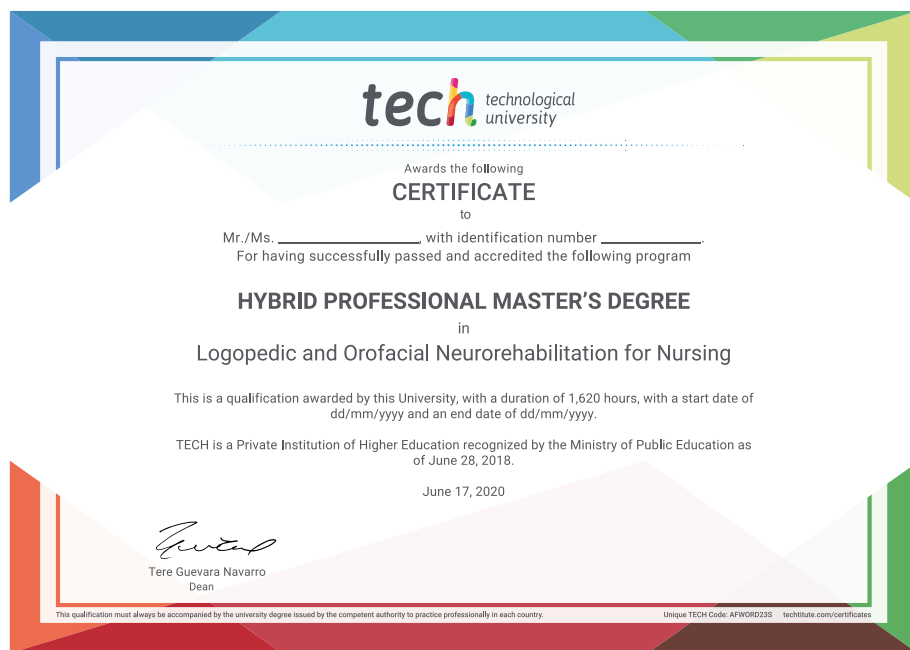 tech technological
university
Awards the following
CERTIFICATE
to
Mr./Ms. ____________________, with identification number ______________.
For having successfully passed and accredited the following program
HYBRID PROFESSIONAL MASTER'S DEGREE
in
Logopedic and Orofacial Neurorehabilitation for Nursing
This is a qualification awarded by this University, with a duration of 1,620 hours, with a start date of
dd/mm/yyyy and an end date of dd/mm/yyyy.
TECH is a Private Institution of Higher Education recognized by the Ministry of Public Education as
of June 28, 2018.
June 17, 2020
Tere Guevara Navarro
Dean
This qualification must always be accompanied by the university degree issued by the competent authority to practice professionally in each country. Unique TECH Code: AFWORD23S techtitute.com/certificates